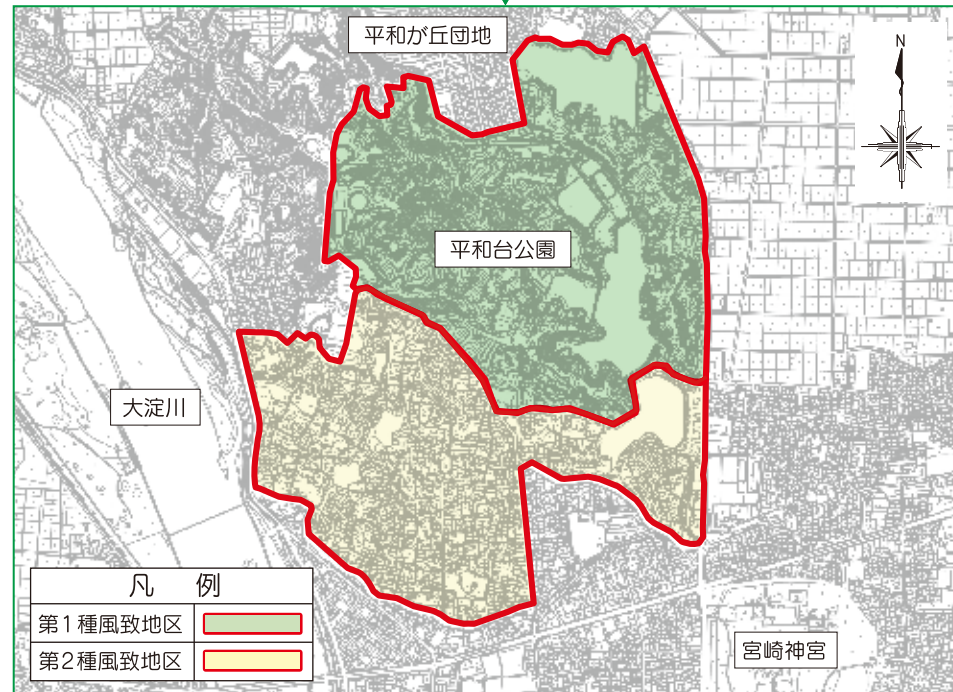 平和が丘団地
N
平和台公園
大淀川
凡 例
第1種風致地区
第2種風致地区
宮崎神宮